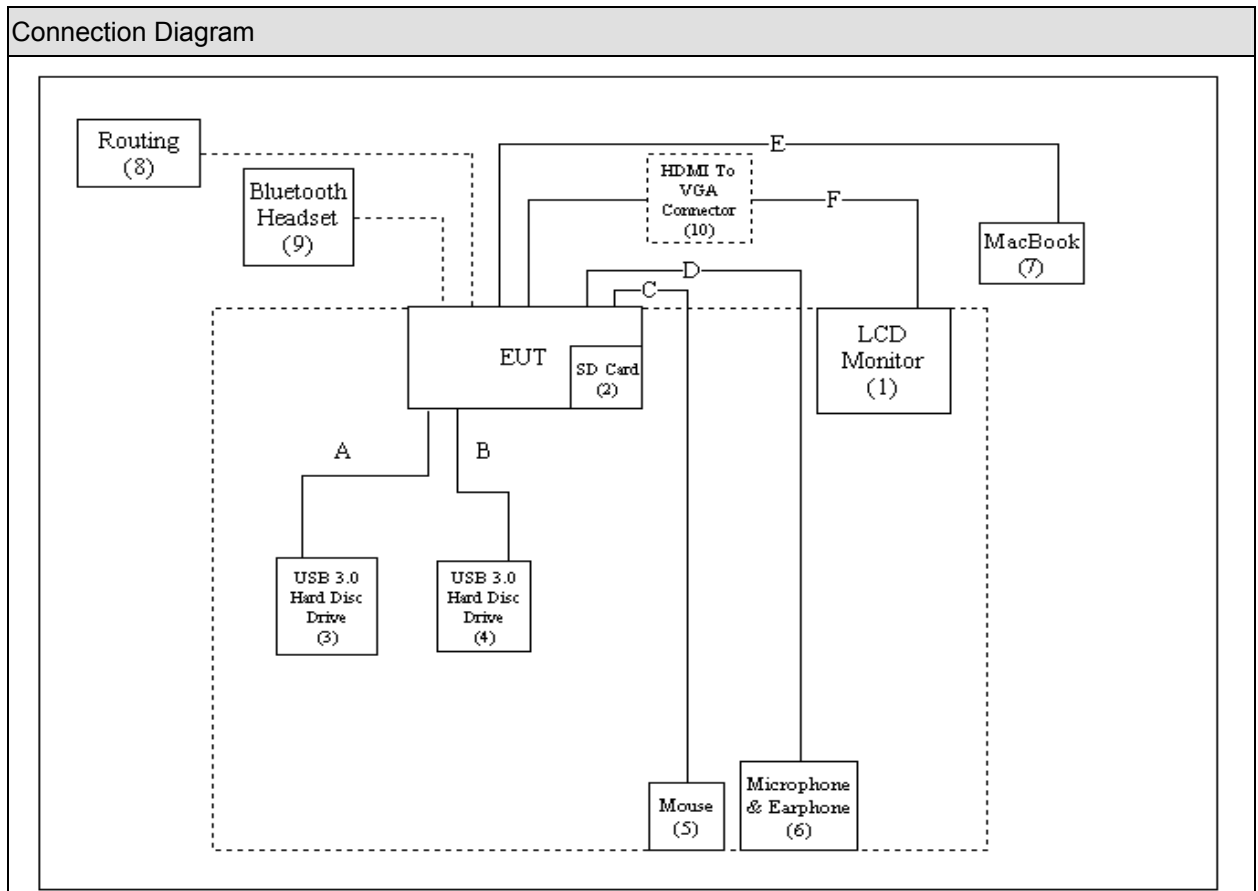 Connection Diagram
Routing
(8)
Bluetooth
Headset
(9)
E
HDMI To
VGA
Connector
(10)
F
MacBook
(7)
D
C
EUT
SD Card
(2)
LCD
Monitor
(1)
A
B
USB 3.0
Hard Disc
Drive
(3)
USB 3.0
Hard Disc
Drive
(4)
Mouse
(5)
Microphone
& Earphone
(6)